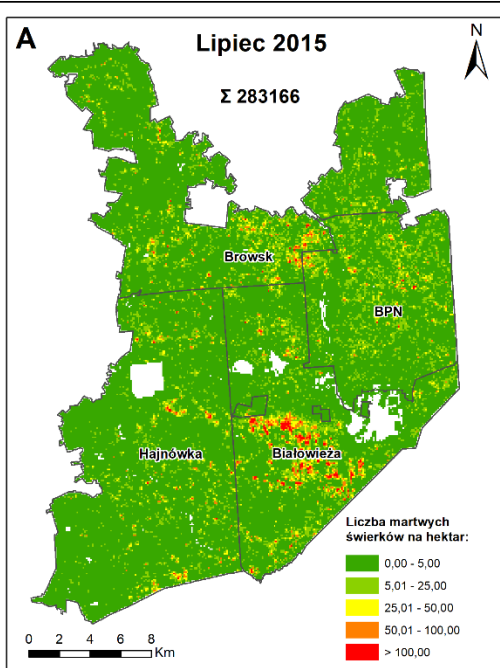 A
Lipiec 2015
N
Σ 283166
Browsk
BPN
Hajnówka
Białowieża
Liczba martwych
świerków na hektar:
0,00 - 5,00
5,01 - 25,00
25,01 - 50,00
50,01 - 100,00
> 100,00
0 2 4 6 8 Km